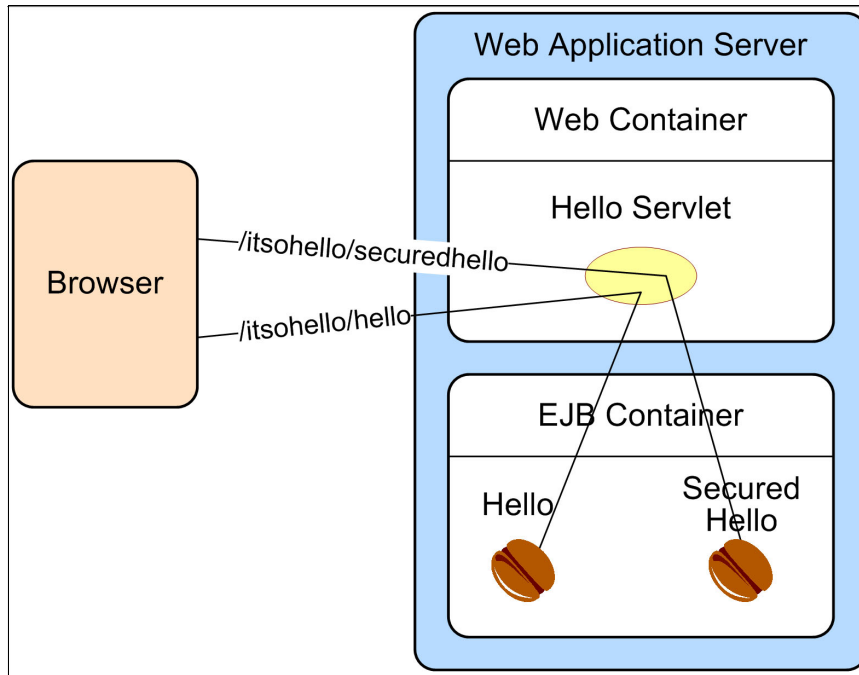 Web Application Server
Web Container
Hello Servlet
/itsohello/securedhello
Browser
/itsohello/hello
EJB Container
Hello
Secured
Hello